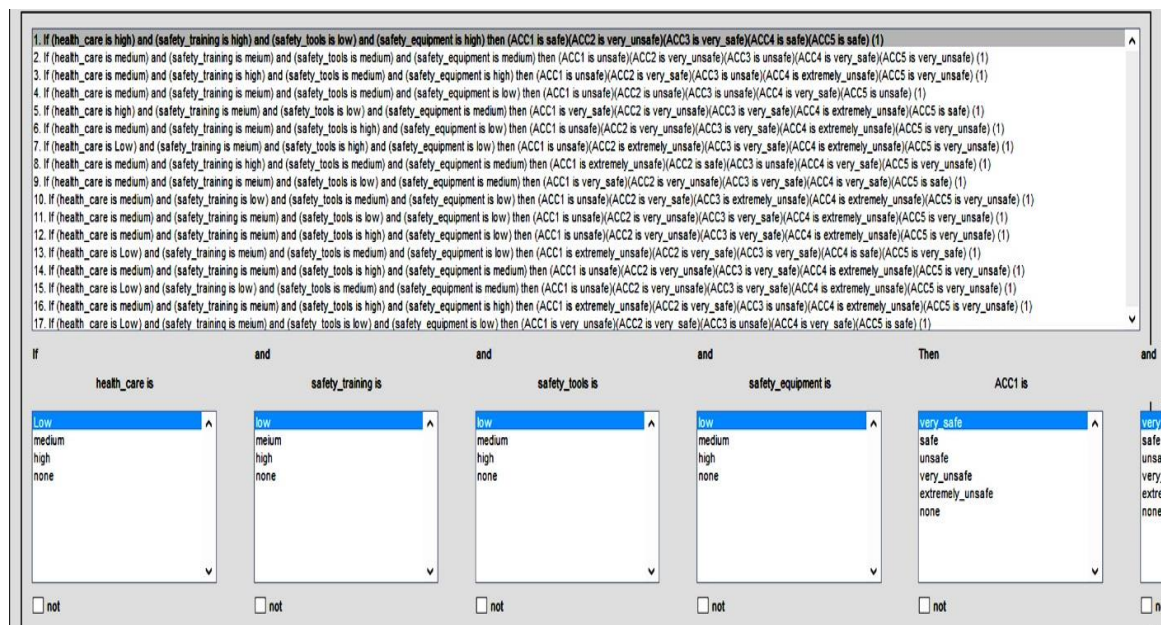 1. If (health_care is high) and (safety_training is high) and (safety_tools is low) and (safety_equipment is high) then (ACC1 is safe)(ACC2 is very_unsafe)(ACC3 is very_safe)(ACC4 is safe)(ACC5 is safe) (1)
2. If (health_care is medium) and (safety_training is meium) and (safety_tools is medium) and (safety_equipment is medium) then (ACC1 is unsafe)(ACC2 is very_unsafe)(ACC3 is unsafe)(ACC4 is very_safe)(ACC5 is very_unsafe) (1)
3. If (health_care is medium) and (safety_training is high) and (safety_tools is medium) and (safety_equipment is high) then (ACC1 is unsafe)(ACC2 is very_safe)(ACC3 is unsafe)(ACC4 is extremely_unsafe)(ACC5 is very_unsafe) (1)
4. If (health_care is medium) and (safety_training is meium) and (safety_tools is medium) and (safety_equipment is low) then (ACC1 is unsafe)(ACC2 is unsafe)(ACC3 is unsafe)(ACC4 is very_safe)(ACC5 is unsafe) (1)
5. If (health_care is high) and (safety_training is meium) and (safety_tools is low) and (safety_equipment is medium) then (ACC1 is very_safe)(ACC2 is very_unsafe)(ACC3 is very_safe)(ACC4 is extremely_unsafe)(ACC5 is safe) (1)
6. If (health_care is medium) and (safety_training is meium) and (safety_tools is high) and (safety_equipment is low) then (ACC1 is unsafe)(ACC2 is very_unsafe)(ACC3 is very_safe)(ACC4 is extremely_unsafe)(ACC5 is very_unsafe) (1)
7. If (health_care is Low) and (safety_training is meium) and (safety_tools is high) and (safety_equipment is low) then (ACC1 is unsafe)(ACC2 is extremely_unsafe)(ACC3 is very_safe)(ACC4 is extremely_unsafe)(ACC5 is very_unsafe) (1)
8. If (health_care is medium) and (safety_training is high) and (safety_tools is medium) and (safety_equipment is medium) then (ACC1 is extremely_unsafe)(ACC2 is safe)(ACC3 is unsafe)(ACC4 is very_safe)(ACC5 is very_unsafe) (1)
9. If (health_care is medium) and (safety_training is meium) and (safety_tools is low) and (safety_equipment is medium) then (ACC1 is very_safe)(ACC2 is very_unsafe)(ACC3 is very_safe)(ACC4 is very_safe)(ACC5 is safe) (1)
10. If (health_care is medium) and (safety_training is low) and (safety_tools is medium) and (safety_equipment is low) then (ACC1 is unsafe)(ACC2 is very_safe)(ACC3 is extremely_unsafe)(ACC4 is extremely_unsafe)(ACC5 is very_unsafe) (1)
11. If (health_care is medium) and (safety_training is meium) and (safety_tools is low) and (safety_equipment is low) then (ACC1 is unsafe)(ACC2 is very_unsafe)(ACC3 is very_safe)(ACC4 is extremely_unsafe)(ACC5 is very_unsafe) (1)
12. If (health_care is medium) and (safety_training is meium) and (safety_tools is high) and (safety_equipment is low) then (ACC1 is unsafe)(ACC2 is very_unsafe)(ACC3 is very_safe)(ACC4 is extremely_unsafe)(ACC5 is very_unsafe) (1)
13. If (health_care is Low) and (safety_training is meium) and (safety_tools is medium) and (safety_equipment is low) then (ACC1 is extremely_unsafe)(ACC2 is very_safe)(ACC3 is very_unsafe)(ACC4 is safe)(ACC5 is very_safe) (1)
14. If (health_care is medium) and (safety_training is meium) and (safety_tools is high) and (safety_equipment is medium) then (ACC1 is unsafe)(ACC2 is very_unsafe)(ACC3 is very_safe)(ACC4 is extremely_unsafe)(ACC5 is very_unsafe) (1)
15. If (health_care is Low) and (safety_training is low) and (safety_tools is medium) and (safety_equipment is medium) then (ACC1 is unsafe)(ACC2 is very_unsafe)(ACC3 is very_safe)(ACC4 is extremely_safe)(ACC5 is very_unsafe) (1)
16. If (health_care is medium) and (safety_training is meium) and (safety_tools is high) and (safety_equipment is high) then (ACC1 is extremely_unsafe)(ACC2 is very_safe)(ACC3 is unsafe)(ACC4 is extremely_unsafe)(ACC5 is very_unsafe) (1)
17. If (health_care is Low) and (safety_training is meium) and (safety_tools is low) and (safety_equipment is low) then (ACC1 is very_unsafe)(ACC2 is very_safe)(ACC3 is unsafe)(ACC4 is very_safe)(ACC5 is safe) (1)
If and and and Then and
health_care is safety_training is safety_tools is safety_equipment is ACC1 is
Low low low low very_safe very
medium meium medium medium safe safe
high high high high unsafe unsa
none none none none very_unsafe very_
extremely_unsafe extre
none none
not not not not not n